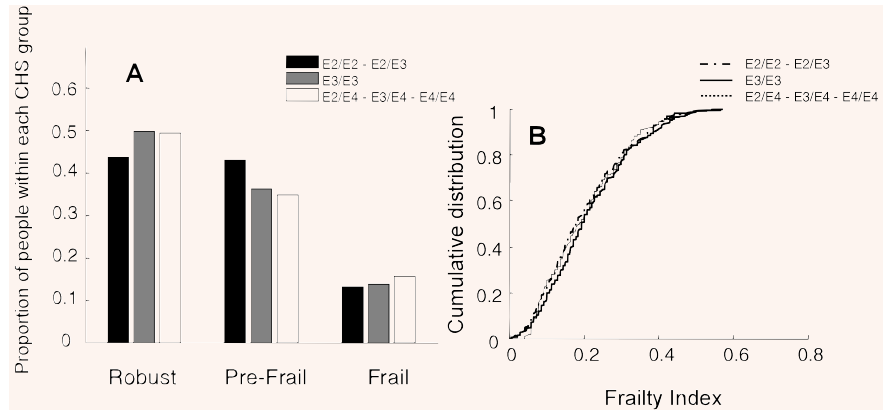 Proportion of people within each CHS group
A
E2/E2 - E2/E3
E3/E3
E2/E4 - E3/E4 - E4/E4
0.6
0.5
0.4
0.3
0.2
0.1
0
Robust Pre-Frail Frail
E2/E2 - E2/E3
E3/E3
E2/E4 - E3/E4 - E4/E4
B
Cumulative distribution
1
0.8
0.6
0.4
0.2
0
0 0.2 0.4 0.6 0.8
Frailty Index